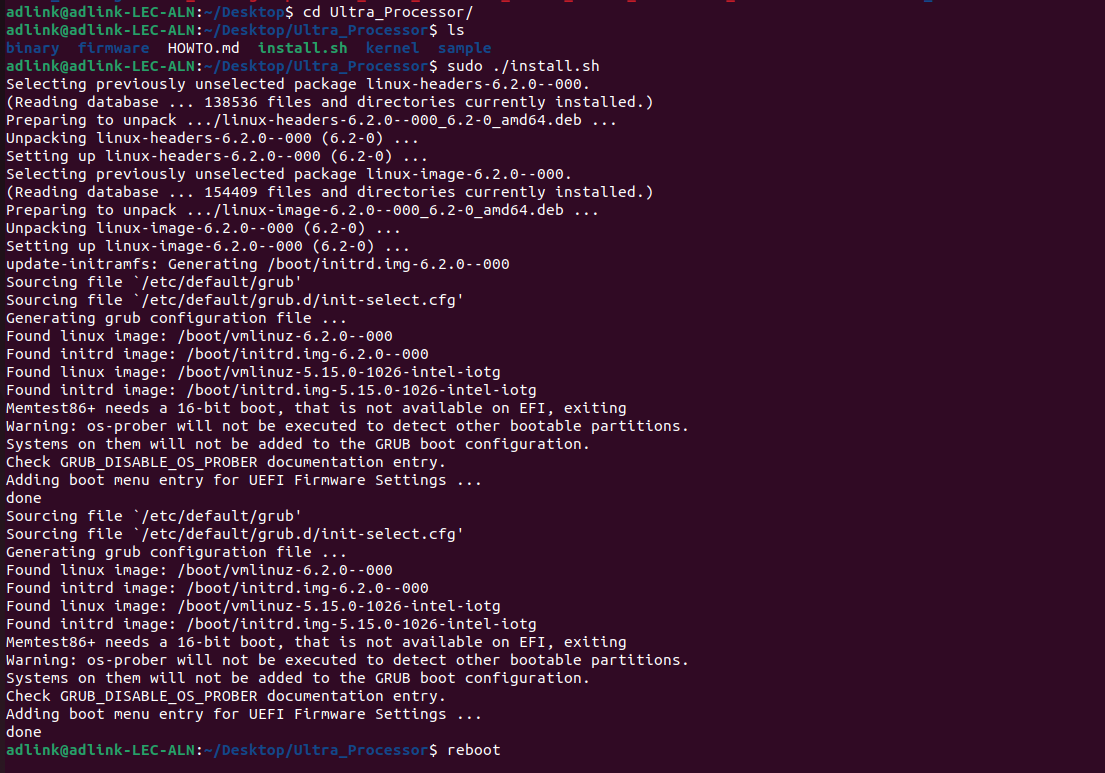 adlink@adlink-LEC-ALN:~/Desktop$ cd Ultra_Processor/
adlink@adlink-LEC-ALN:~/Desktop/Ultra_Processor$ ls
binary  firmware  HOWTO.md  install.sh  kernel  sample
adlink@adlink-LEC-ALN:~/Desktop/Ultra_Processor$ sudo ./install.sh
Selecting previously unselected package linux-headers-6.2.0--000.
(Reading database ... 138536 files and directories currently installed.)
Preparing to unpack .../linux-headers-6.2.0--000_6.2-0_amd64.deb ...
Unpacking linux-headers-6.2.0--000 (6.2-0) ...
Setting up linux-headers-6.2.0--000 (6.2-0) ...
Selecting previously unselected package linux-image-6.2.0--000.
(Reading database ... 154409 files and directories currently installed.)
Preparing to unpack .../linux-image-6.2.0--000_6.2-0_amd64.deb ...
Unpacking linux-image-6.2.0--000 (6.2-0) ...
Setting up linux-image-6.2.0--000 (6.2-0) ...
update-initramfs: Generating /boot/initrd.img-6.2.0--000
Sourcing file `/etc/default/grub'
Sourcing file `/etc/default/grub.d/init-select.cfg'
Generating grub configuration file ...
Found linux image: /boot/vmlinuz-6.2.0--000
Found initrd image: /boot/initrd.img-6.2.0--000
Found linux image: /boot/vmlinuz-5.15.0-1026-intel-iotg
Found initrd image: /boot/initrd.img-5.15.0-1026-intel-iotg
Memtest86+ needs a 16-bit boot, that is not available on EFI, exiting
Warning: os-prober will not be executed to detect other bootable partitions.
Systems on them will not be added to the GRUB boot configuration.
Check GRUB_DISABLE_OS_PROBER documentation entry.
Adding boot menu entry for UEFI Firmware Settings ...
done
Sourcing file `/etc/default/grub'
Sourcing file `/etc/default/grub.d/init-select.cfg'
Generating grub configuration file ...
Found linux image: /boot/vmlinuz-6.2.0--000
Found initrd image: /boot/initrd.img-6.2.0--000
Found linux image: /boot/vmlinuz-5.15.0-1026-intel-iotg
Found initrd image: /boot/initrd.img-5.15.0-1026-intel-iotg
Memtest86+ needs a 16-bit boot, that is not available on EFI, exiting
Warning: os-prober will not be executed to detect other bootable partitions.
Systems on them will not be added to the GRUB boot configuration.
Check GRUB_DISABLE_OS_PROBER documentation entry.
Adding boot menu entry for UEFI Firmware Settings ...
done
adlink@adlink-LEC-ALN:~/Desktop/Ultra_Processor$ reboot